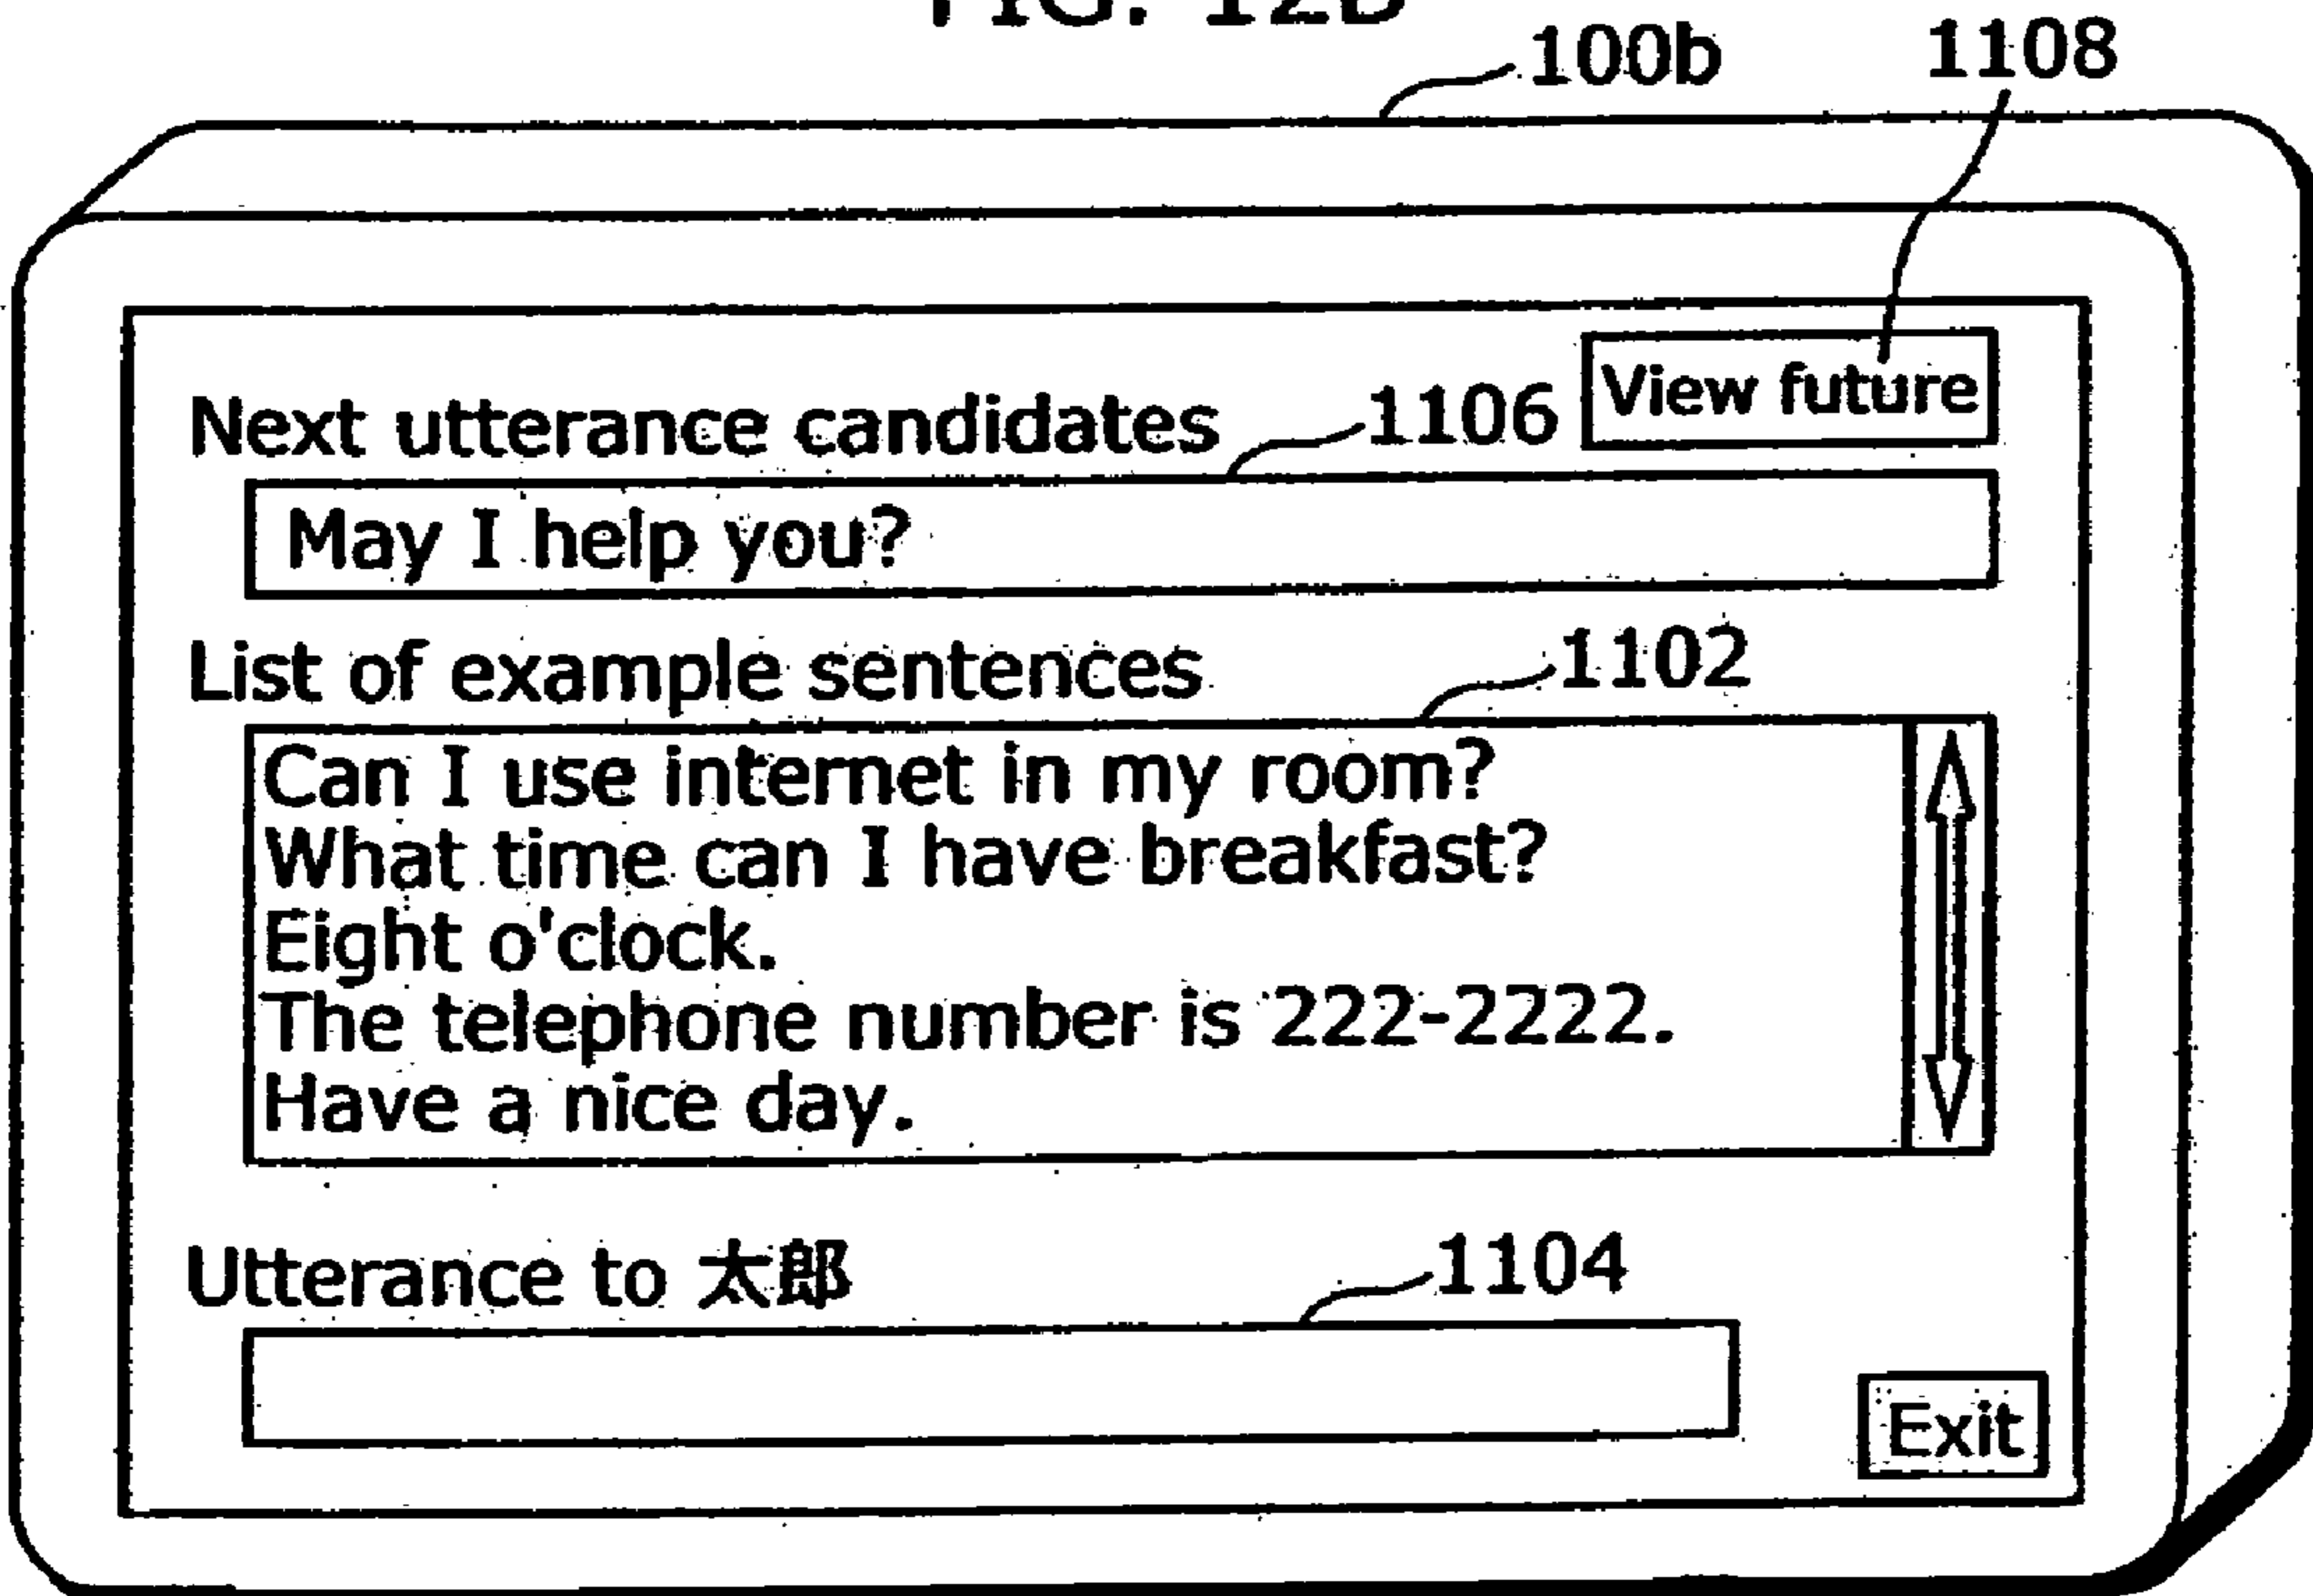 FIG. 12B
100b
1108
View future
Next utterance candidates
1106
May I help you?
List of example sentences
1102
Can I use internet in my room?
What time can I have breakfast?
Eight o'clock.
The telephone number is 222-2222.
Have a nice day.
Utterance to 太郎
1104
Exit